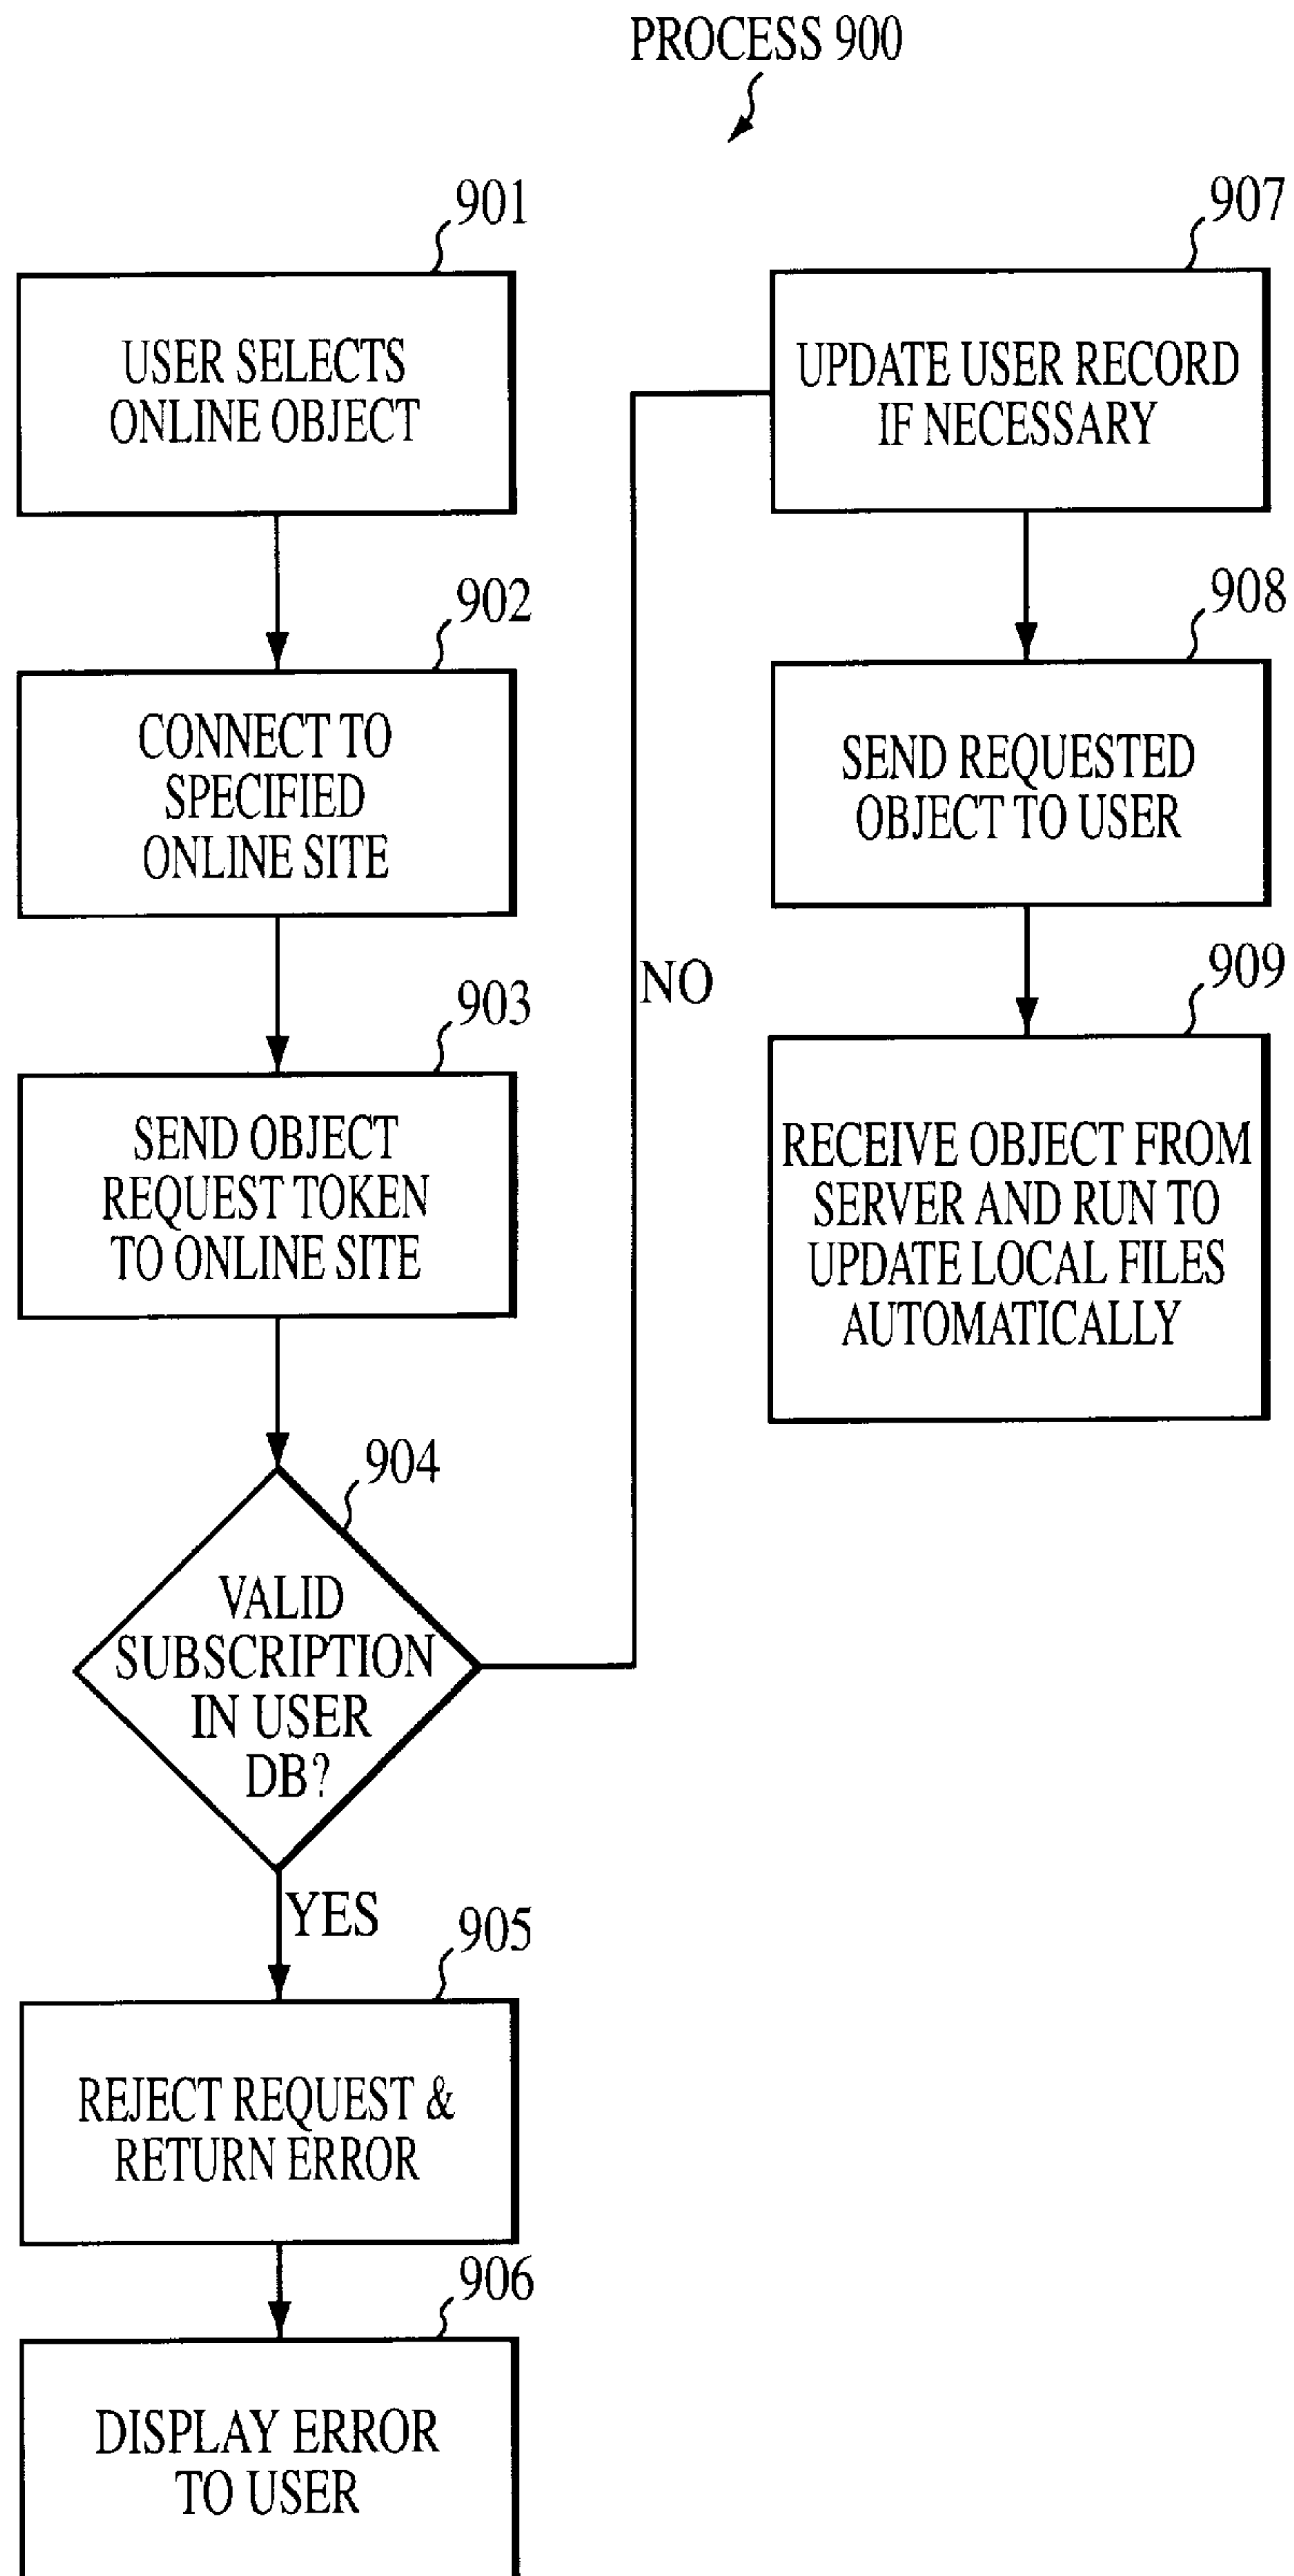 PROCESS 900
901
USER SELECTS
ONLINE OBJECT
902
CONNECT TO
SPECIFIED
ONLINE SITE
903
SEND OBJECT
REQUEST TOKEN
TO ONLINE SITE
904
VALID
SUBSCRIPTION
IN USER
DB?
YES
905
REJECT REQUEST &
RETURN ERROR
906
DISPLAY ERROR
TO USER
NO
907
UPDATE USER RECORD
IF NECESSARY
908
SEND REQUESTED
OBJECT TO USER
909
RECEIVE OBJECT FROM
SERVER AND RUN TO
UPDATE LOCAL FILES
AUTOMATICALLY